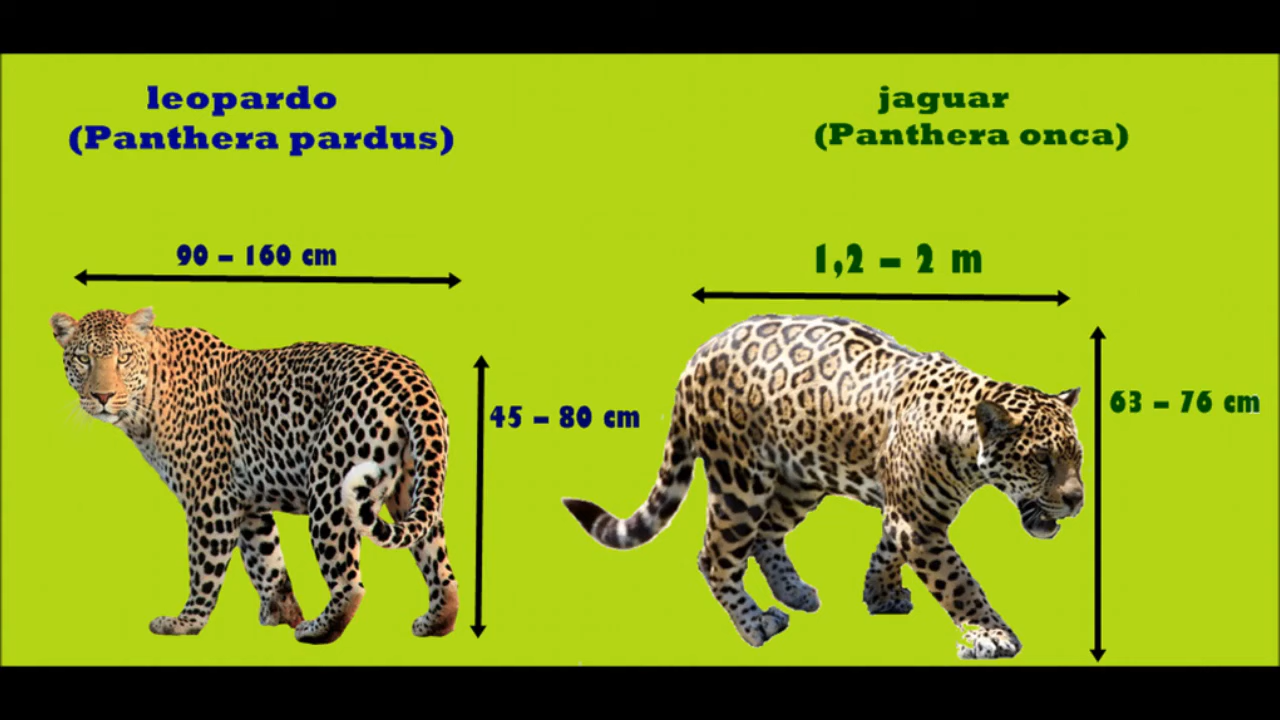 leopardo
(Panthera pardus)
90 – 160 cm
45 – 80 cm
jaguar
(Panthera onca)
1,2 – 2 m
63 – 76 cm